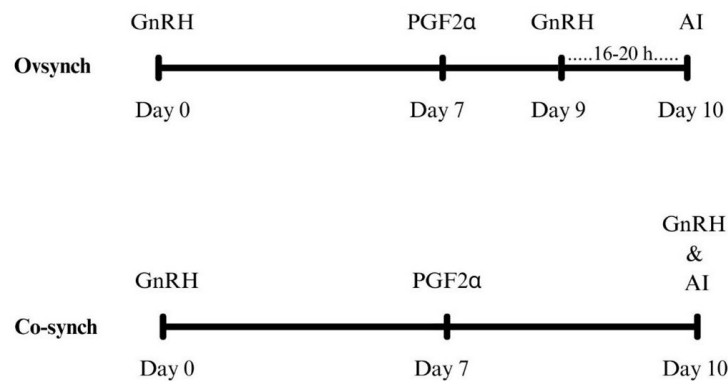 GnRH PGF2α GnRH AI
Ovsynch .....16-20 h.....
Day 0 Day 7 Day 9 Day 10
GnRH
&
GnRH PGF2α AI
Co-synch
Day 0 Day 7 Day 10